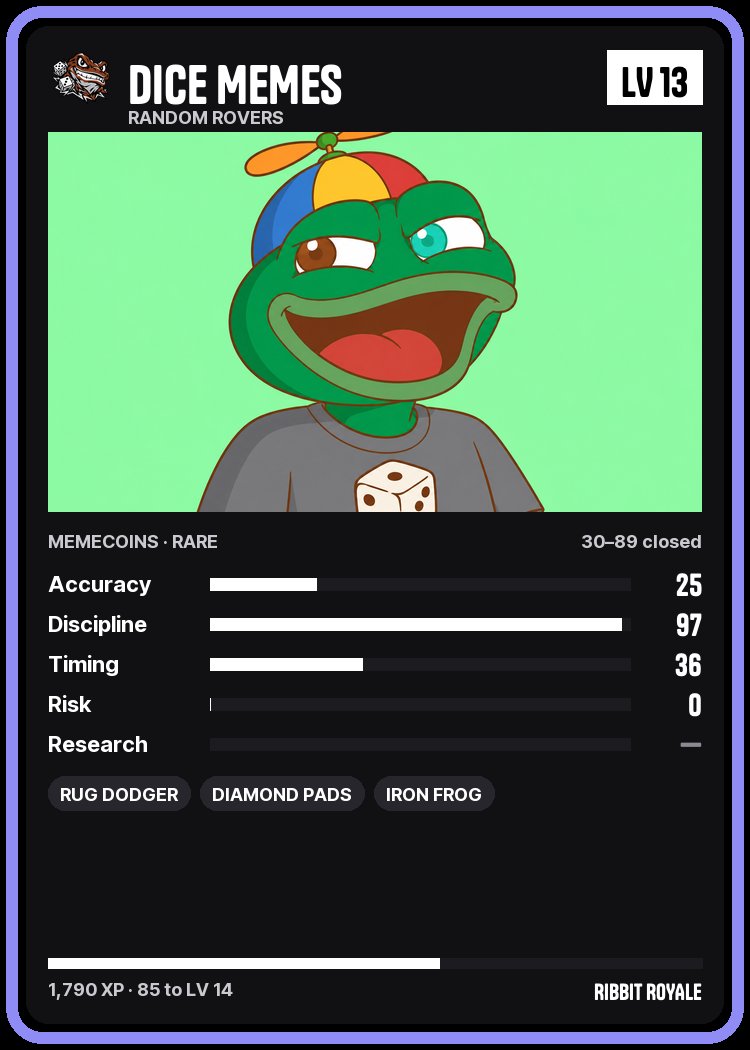 DICE MEMES
LV 13
RANDOM ROVERS
MEMECOINS · RARE
30–89 closed
Accuracy 25
Discipline 97
Timing 36
Risk 0
Research —
RUG DODGER
DIAMOND PADS
IRON FROG
1,790 XP · 85 to LV 14
RIBBIT ROYALE